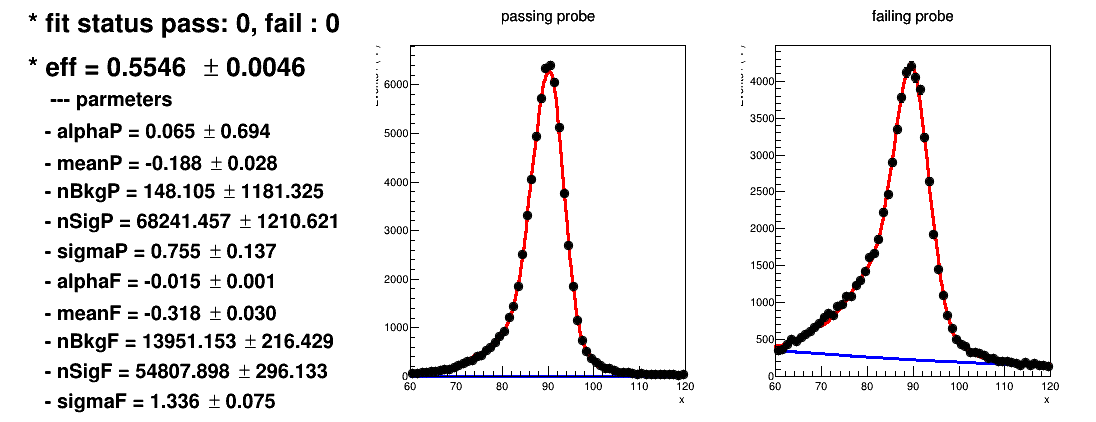 * fit status pass: 0, fail : 0
* eff = 0.5546 ± 0.0046
--- parmeters
- alphaP = 0.065 ± 0.694
- meanP = -0.188 ± 0.028
- nBkgP = 148.105 ± 1181.325
- nSigP = 68241.457 ± 1210.621
- sigmaP = 0.755 ± 0.137
- alphaF = -0.015 ± 0.001
- meanF = -0.318 ± 0.030
- nBkgF = 13951.153 ± 216.429
- nSigF = 54807.898 ± 296.133
- sigmaF = 1.336 ± 0.075
passing probe
6000
5000
4000
3000
2000
1000
0
60 70 80 90 100 110 120
x
failing probe
4000
3500
3000
2500
2000
1500
1000
500
0
60 70 80 90 100 110 120
x